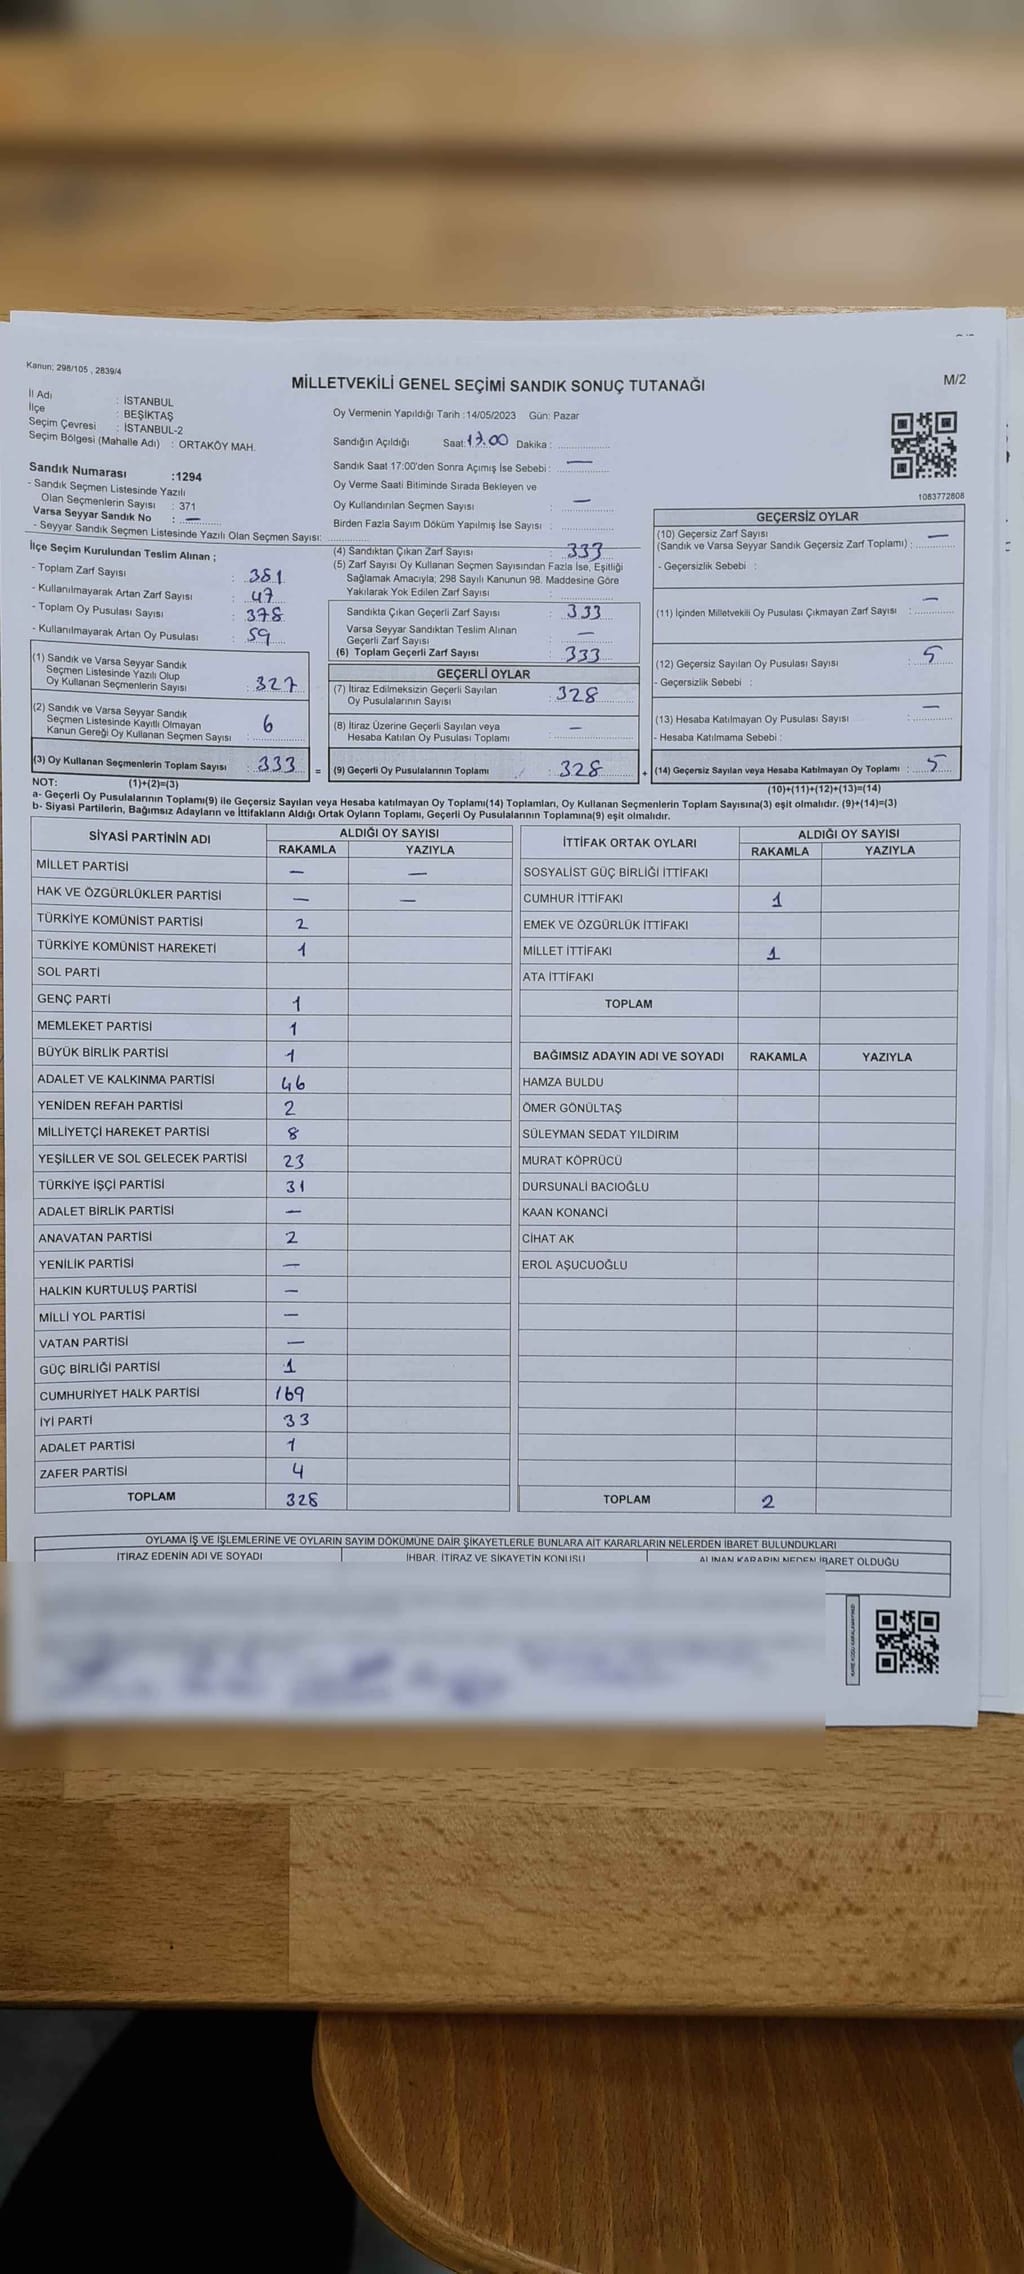 Kanun; 298/105 , 2839/4
MİLLETVEKİLİ GENEL SEÇİMİ SANDIK SONUÇ TUTANAĞI
M/2
İl Adı : İSTANBUL
İlçe : BEŞİKTAŞ
Seçim Çevresi : İSTANBUL-2
Seçim Bölgesi (Mahalle Adı) : ORTAKÖY MAH.
Sandık Numarası :1294
- Sandık Seçmen Listesinde Yazılı
Olan Seçmenlerin Sayısı : 371
Varsa Seyyar Sandık No : —
- Seyyar Sandık Seçmen Listesinde Yazılı Olan Seçmen Sayısı:
Oy Vermenin Yapıldığı Tarih :14/05/2023 Gün: Pazar
Sandığın Açıldığı Saat:17.00 Dakika :
Sandık Saat 17:00'den Sonra Açımış İse Sebebi : —
Oy Verme Saati Bitiminde Sırada Bekleyen ve
Oy Kullandırılan Seçmen Sayısı : —
Birden Fazla Sayım Döküm Yapılmış İse Sayısı :
1083772808
İlçe Seçim Kurulundan Teslim Alınan ;
- Toplam Zarf Sayısı : 381
- Kullanılmayarak Artan Zarf Sayısı : 47
- Toplam Oy Pusulası Sayısı : 378
- Kullanılmayarak Artan Oy Pusulası : 59
(1) Sandık ve Varsa Seyyar Sandık
Seçmen Listesinde Yazılı Olup
Oy Kullanan Seçmenlerin Sayısı : 327
(2) Sandık ve Varsa Seyyar Sandık
Seçmen Listesinde Kayıtlı Olmayan
Kanun Gereği Oy Kullanan Seçmen Sayısı : 6
(3) Oy Kullanan Seçmenlerin Toplam Sayısı : 333 =
(4) Sandıktan Çıkan Zarf Sayısı : 333
(5) Zarf Sayısı Oy Kullanan Seçmen Sayısından Fazla İse, Eşitliği
Sağlamak Amacıyla; 298 Sayılı Kanunun 98. Maddesine Göre
Yakılarak Yok Edilen Zarf Sayısı :
Sandıkta Çıkan Geçerli Zarf Sayısı : 333
Varsa Seyyar Sandıktan Teslim Alınan
Geçerli Zarf Sayısı : —
(6) Toplam Geçerli Zarf Sayısı : 333
GEÇERLİ OYLAR
(7) İtiraz Edilmeksizin Geçerli Sayılan
Oy Pusulalarının Sayısı : 328
(8) İtiraz Üzerine Geçerli Sayılan veya
Hesaba Katılan Oy Pusulası Toplamı : —
(9) Geçerli Oy Pusulalarının Toplamı : 328 +
GEÇERSİZ OYLAR
(10) Geçersiz Zarf Sayısı
(Sandık ve Varsa Seyyar Sandık Geçersiz Zarf Toplamı) : —
- Geçersizlik Sebebi :
(11) İçinden Milletvekili Oy Pusulası Çıkmayan Zarf Sayısı : —
(12) Geçersiz Sayılan Oy Pusulası Sayısı : 5
- Geçersizlik Sebebi :
(13) Hesaba Katılmayan Oy Pusulası Sayısı : —
- Hesaba Katılmama Sebebi :
(14) Geçersiz Sayılan veya Hesaba Katılmayan Oy Toplamı : 5
NOT: (1)+(2)=(3)
(10)+(11)+(12)+(13)=(14)
a- Geçerli Oy Pusulalarının Toplamı(9) ile Geçersiz Sayılan veya Hesaba katılmayan Oy Toplamı(14) Toplamları, Oy Kullanan Seçmenlerin Toplam Sayısına(3) eşit olmalıdır. (9)+(14)=(3)
b- Siyasi Partilerin, Bağımsız Adayların ve İttifakların Aldığı Ortak Oyların Toplamı, Geçerli Oy Pusulalarının Toplamına(9) eşit olmalıdır.
SİYASİ PARTİNİN ADI ALDIĞI OY SAYISI
RAKAMLA YAZIYLA
MİLLET PARTİSİ — —
HAK VE ÖZGÜRLÜKLER PARTİSİ — —
TÜRKİYE KOMÜNİST PARTİSİ 2
TÜRKİYE KOMÜNİST HAREKETİ 1
SOL PARTİ
GENÇ PARTİ 1
MEMLEKET PARTİSİ 1
BÜYÜK BİRLİK PARTİSİ 1
ADALET VE KALKINMA PARTİSİ 46
YENİDEN REFAH PARTİSİ 2
MİLLİYETÇİ HAREKET PARTİSİ 8
YEŞİLLER VE SOL GELECEK PARTİSİ 23
TÜRKİYE İŞÇİ PARTİSİ 31
ADALET BİRLİK PARTİSİ —
ANAVATAN PARTİSİ 2
YENİLİK PARTİSİ —
HALKIN KURTULUŞ PARTİSİ —
MİLLİ YOL PARTİSİ —
VATAN PARTİSİ —
GÜÇ BİRLİĞİ PARTİSİ 1
CUMHURİYET HALK PARTİSİ 169
İYİ PARTİ 33
ADALET PARTİSİ 1
ZAFER PARTİSİ 4
TOPLAM 328
İTTİFAK ORTAK OYLARI ALDIĞI OY SAYISI
RAKAMLA YAZIYLA
SOSYALİST GÜÇ BİRLİĞİ İTTİFAKI
CUMHUR İTTİFAKI 1
EMEK VE ÖZGÜRLÜK İTTİFAKI
MİLLET İTTİFAKI 1
ATA İTTİFAKI
TOPLAM
BAĞIMSIZ ADAYIN ADI VE SOYADI RAKAMLA YAZIYLA
HAMZA BULDU
ÖMER GÖNÜLTAŞ
SÜLEYMAN SEDAT YILDIRIM
MURAT KÖPRÜCÜ
DURSUNALİ BACIOĞLU
KAAN KONANCİ
CİHAT AK
EROL AŞUCUOĞLU
TOPLAM 2
OYLAMA İŞ VE İŞLEMLERİNE VE OYLARIN SAYIM DÖKÜMÜNE DAİR ŞİKAYETLERLE BUNLARA AİT KARARLARIN NELERDEN İBARET BULUNDUKLARI
İTİRAZ EDENİN ADI VE SOYADI İHBAR, İTİRAZ VE ŞİKAYETİN KONUSU ALINAN KARARIN NEDEN İBARET OLDUĞU